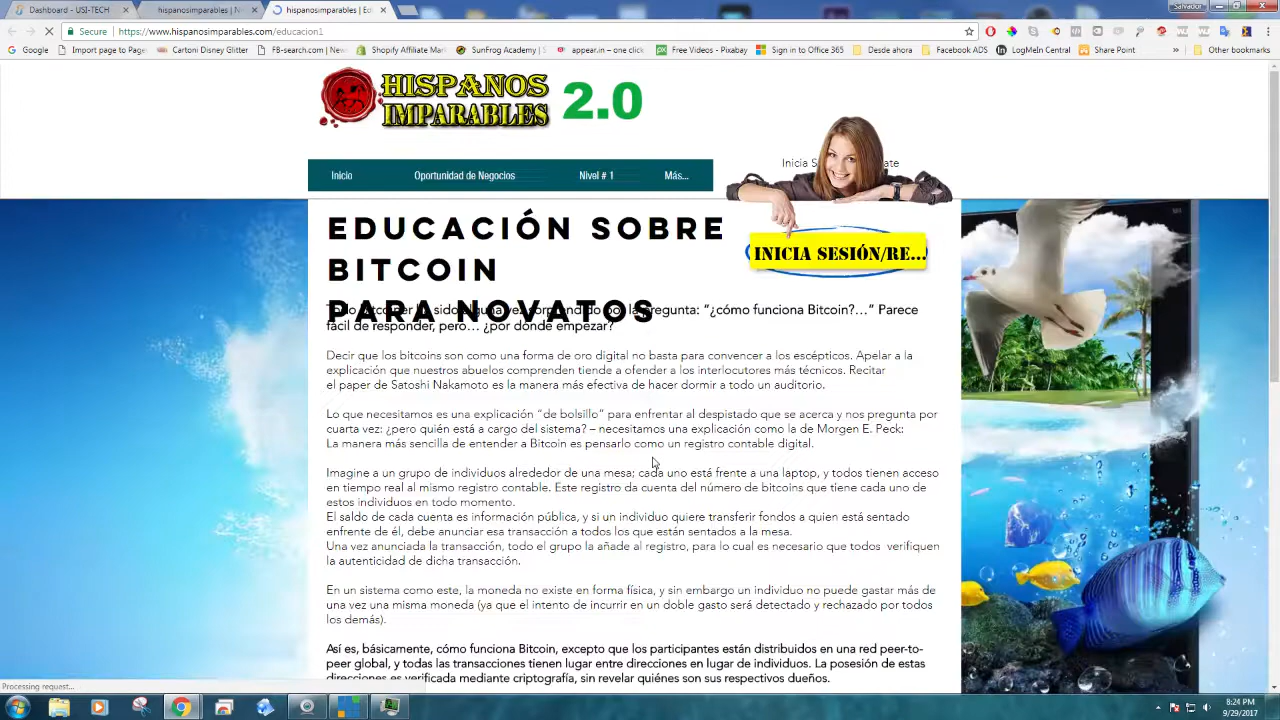 Dashboard - USI-TECH
hispanosimparables | N
hispanosimparables | Ed
Salvador
Secure
https://www.hispanosimparables.com/educacion1
Google
Import page to Pages
Cartoni Disney Glitter
FB-search.com | Now
Shopify Affiliate Mark
Studio
appear.in – one click
Free Videos - Pixabay
Sign in to Office 365
Desde ahora
Facebook ADS
LogMeIn Central
Share Point
Other bookmarks
HISPANOS
IMPARABLES
2.0
Inicio
Oportunidad de Negocios
Nivel # 1
Más...
EDUCACIÓN SOBRE
BITCOIN
PARA NOVATOS
INICIA SESIÓN/RE...
Todo bitcoiner ha sido alguna vez sorprendido por la pregunta: “¿cómo funciona Bitcoin?…” Parece
fácil de responder, pero… ¿por dónde empezar?
Decir que los bitcoins son como una forma de oro digital no basta para convencer a los escépticos. Apelar a la
explicación que nuestros abuelos comprenden tiende a ofender a los interlocutores más técnicos. Recitar
el paper de Satoshi Nakamoto es la manera más efectiva de hacer dormir a todo un auditorio.
Lo que necesitamos es una explicación “de bolsillo” para enfrentar al despistado que se acerca y nos pregunta por
cuarta vez: ¿pero quién está a cargo del sistema? – necesitamos una explicación como la de Morgen E. Peck:
La manera más sencilla de entender a Bitcoin es pensarlo como un registro contable digital.
Imagine a un grupo de individuos alrededor de una mesa; cada uno está frente a una laptop, y todos tienen acceso
en tiempo real al mismo registro contable. Este registro da cuenta del número de bitcoins que tiene cada uno de
estos individuos en todo momento.
El saldo de cada cuenta es información pública, y si un individuo quiere transferir fondos a quien está sentado
enfrente de él, debe anunciar esa transacción a todos los que están sentados a la mesa.
Una vez anunciada la transacción, todo el grupo la añade al registro, para lo cual es necesario que todos verifiquen
la autenticidad de dicha transacción.
En un sistema como este, la moneda no existe en forma física, y sin embargo un individuo no puede gastar más de
una vez una misma moneda (ya que el intento de incurrir en un doble gasto será detectado y rechazado por todos
los demás).
Así es, básicamente, cómo funciona Bitcoin, excepto que los participantes están distribuidos en una red peer-to-
peer global, y todas las transacciones tienen lugar entre direcciones en lugar de individuos. La posesión de estas
direcciones es verificada mediante criptografía, sin revelar quiénes son sus respectivos dueños.
Processing request...
8:24 PM
9/29/2017